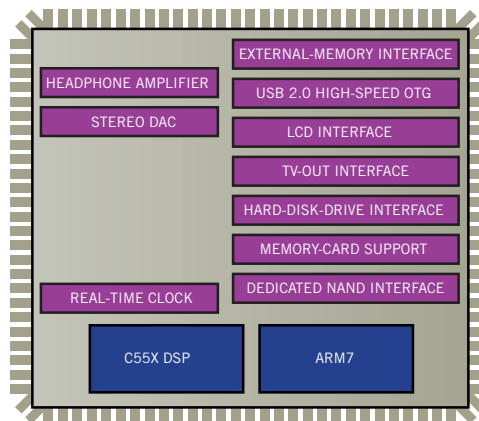 HEADPHONE AMPLIFIER
STEREO DAC
REAL-TIME CLOCK
EXTERNAL-MEMORY INTERFACE
USB 2.0 HIGH-SPEED OTG
LCD INTERFACE
TV-OUT INTERFACE
HARD-DISK-DRIVE INTERFACE
MEMORY-CARD SUPPORT
DEDICATED NAND INTERFACE
C55X DSP
ARM7